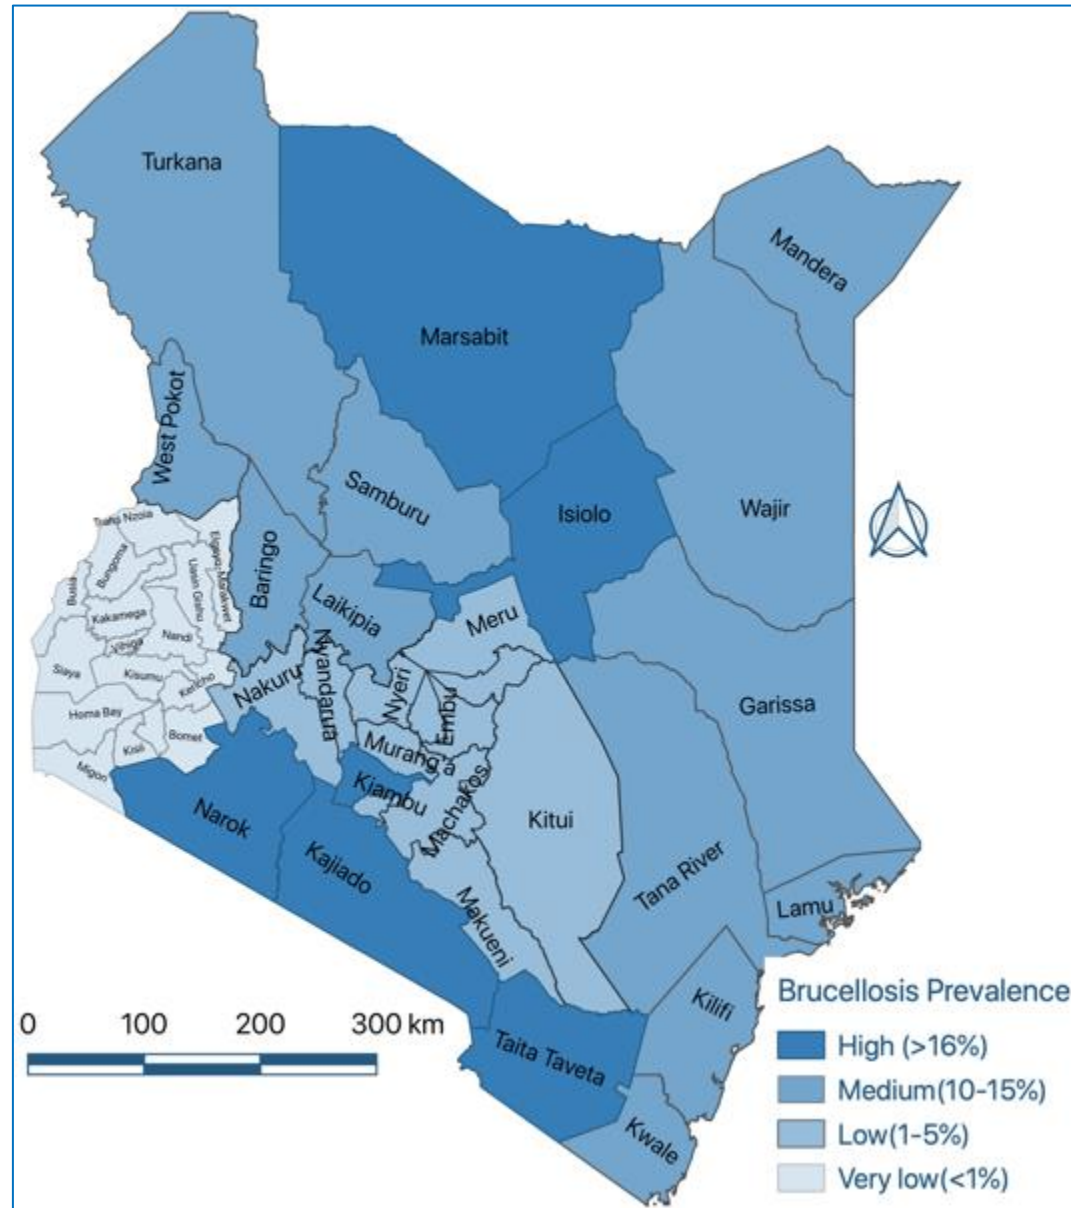 Turkana
Mandera
Marsabit
West Pokot
Samburu
Isiolo
Wajir
Trans Nzoia
Elgeyo-Marakwet
Bungoma
Uasin Gishu
Busia
Baringo
Laikipia
Kakamega
Meru
Nandi
Vihiga
Siaya
Kisumu
Kericho
Nakuru
Nyandarua
Nyeri
Embu
Garissa
Homa Bay
Bomet
Kisii
Murang'a
Migori
Kiambu
Machakos
Kitui
Narok
Kajiado
Tana River
Lamu
Makueni
Kilifi
Taita Taveta
Kwale
0 100 200 300 km
Brucellosis Prevalence
High (>16%)
Medium(10-15%)
Low(1-5%)
Very low(<1%)